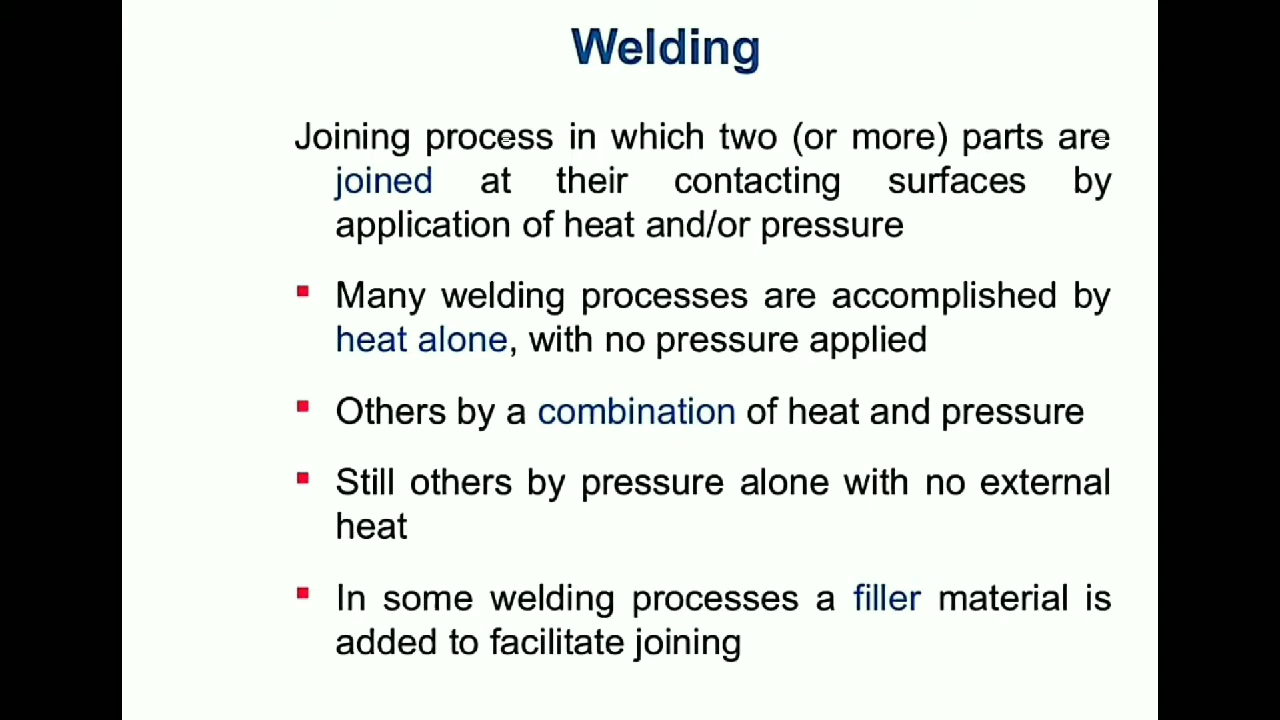 Welding
Joining process in which two (or more) parts are
joined at their contacting surfaces by
application of heat and/or pressure
Many welding processes are accomplished by
heat alone, with no pressure applied
Others by a combination of heat and pressure
Still others by pressure alone with no external
heat
In some welding processes a filler material is
added to facilitate joining